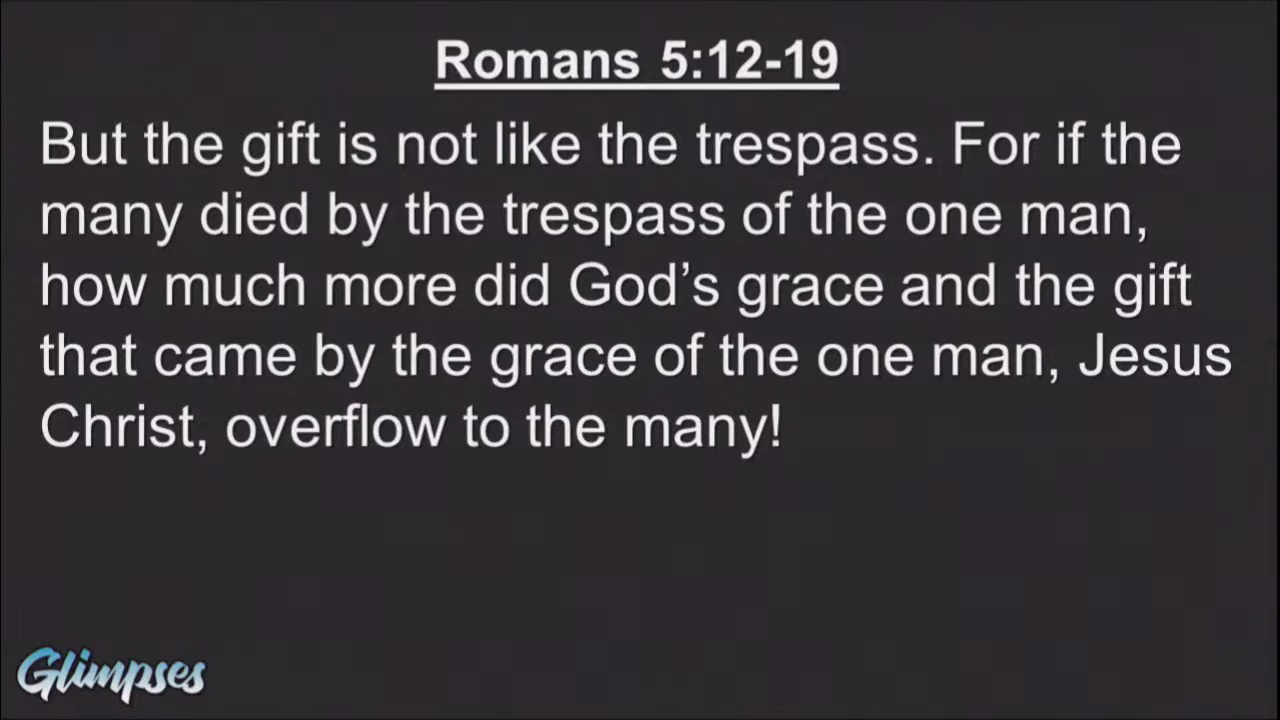 Romans 5:12-19
But the gift is not like the trespass. For if the
many died by the trespass of the one man,
how much more did God’s grace and the gift
that came by the grace of the one man, Jesus
Christ, overflow to the many!
Glimpses